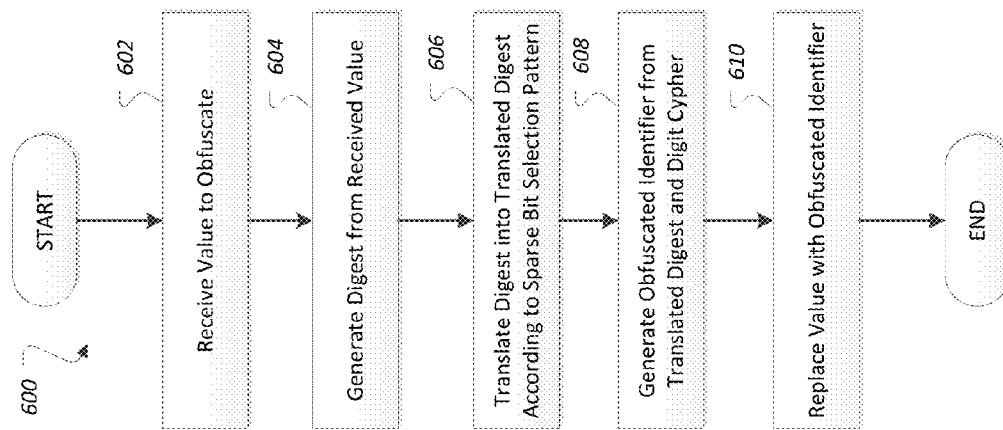 600
START
602
Receive Value to Obfuscate
604
Generate Digest from Received Value
606
Translate Digest into Translated Digest
According to Sparse Bit Selection Pattern
608
Generate Obfuscated Identifier from
Translated Digest and Digit Cypher
610
Replace Value with Obfuscated Identifier
END